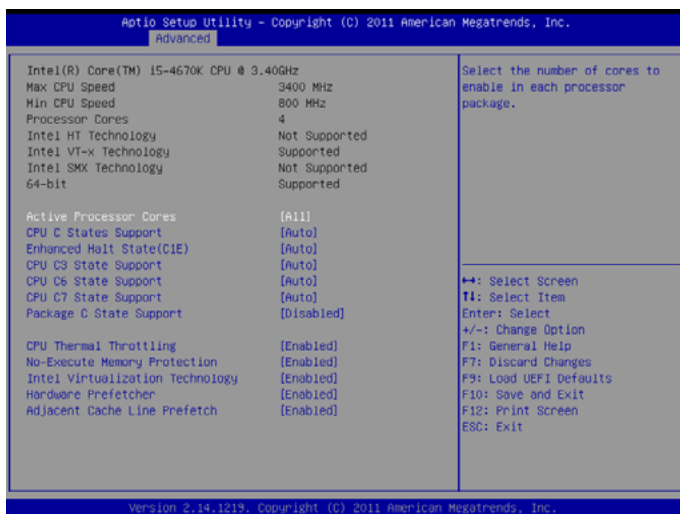 Aptio Setup Utility – Copyright (C) 2011 American Megatrends, Inc.
Advanced
Intel(R) Core(TM) i5-4670K CPU @ 3.40GHz
Max CPU Speed 3400 MHz
Min CPU Speed 800 MHz
Processor Cores 4
Intel HT Technology Not Supported
Intel VT-x Technology Supported
Intel SMX Technology Not Supported
64-bit Supported
Active Processor Cores [All]
CPU C States Support [Auto]
Enhanced Halt State(C1E) [Auto]
CPU C3 State Support [Auto]
CPU C6 State Support [Auto]
CPU C7 State Support [Auto]
Package C State Support [Disabled]
CPU Thermal Throttling [Enabled]
No-Execute Memory Protection [Enabled]
Intel Virtualization Technology [Enabled]
Hardware Prefetcher [Enabled]
Adjacent Cache Line Prefetch [Enabled]
Select the number of cores to
enable in each processor
package.
↔: Select Screen
↑↓: Select Item
Enter: Select
+/-: Change Option
F1: General Help
F7: Discard Changes
F9: Load UEFI Defaults
F10: Save and Exit
F12: Print Screen
ESC: Exit
Version 2.14.1219. Copyright (C) 2011 American Megatrends, Inc.